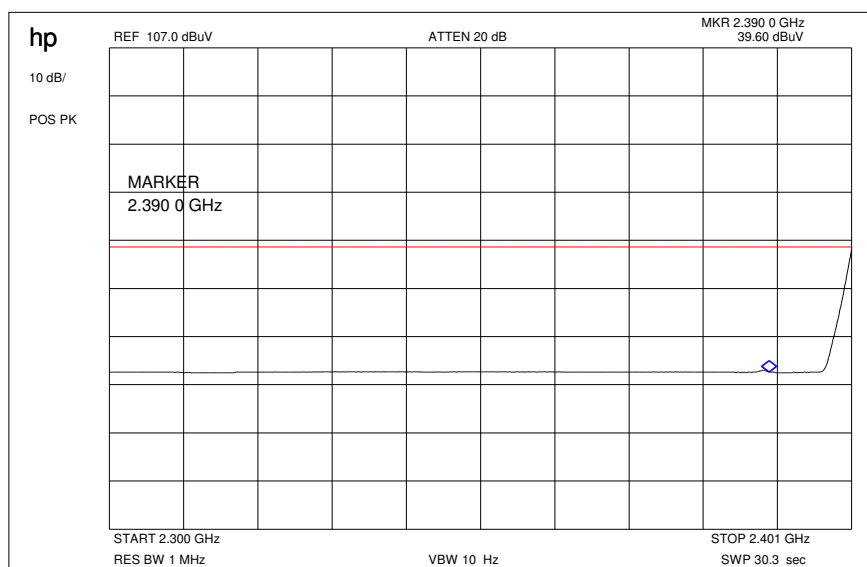 hp
REF 107.0 dBuV
ATTEN 20 dB
MKR 2.390 0 GHz
39.60 dBuV
10 dB/
POS PK
MARKER
2.390 0 GHz
START 2.300 GHz
STOP 2.401 GHz
RES BW 1 MHz
VBW 10 Hz
SWP 30.3 sec